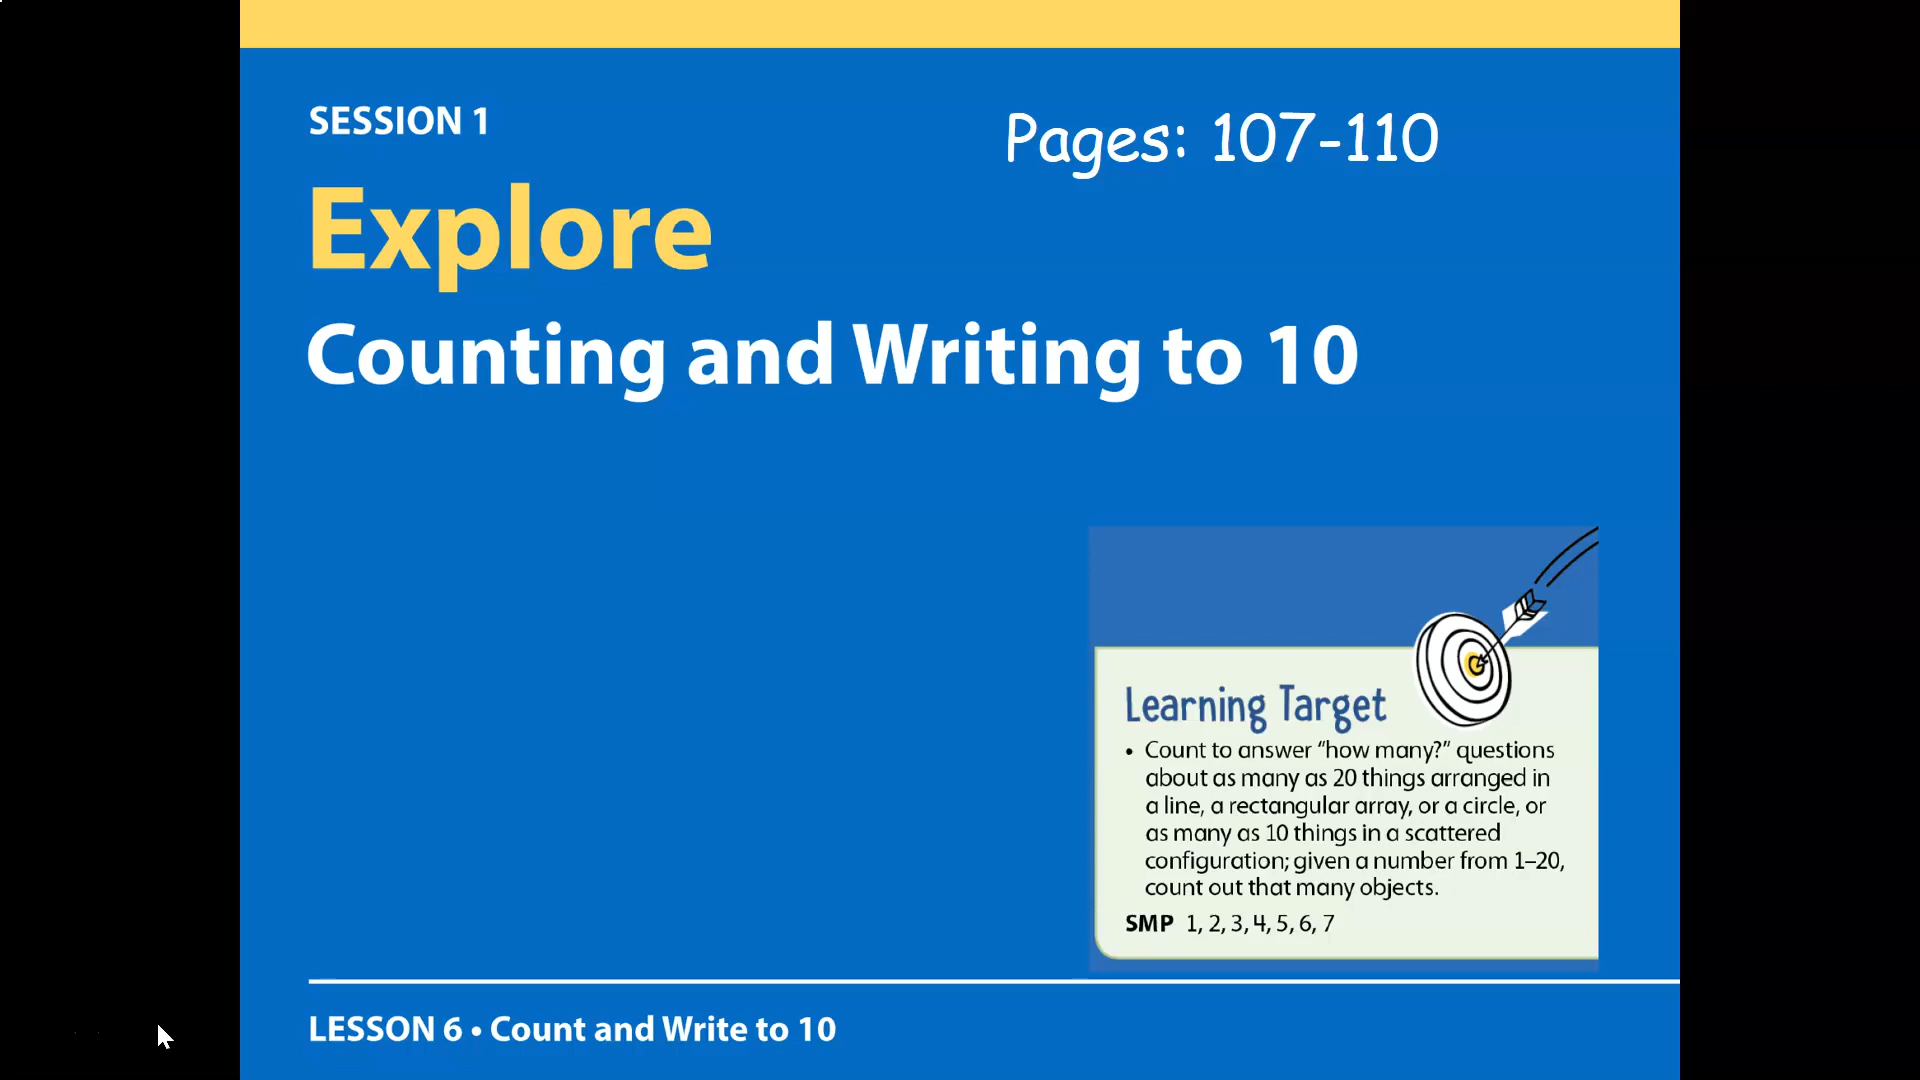 SESSION 1
Pages: 107-110
Explore
Counting and Writing to 10
Learning Target
• Count to answer “how many?” questions
about as many as 20 things arranged in
a line, a rectangular array, or a circle, or
as many as 10 things in a scattered
configuration; given a number from 1–20,
count out that many objects.
SMP 1, 2, 3, 4, 5, 6, 7
LESSON 6 • Count and Write to 10